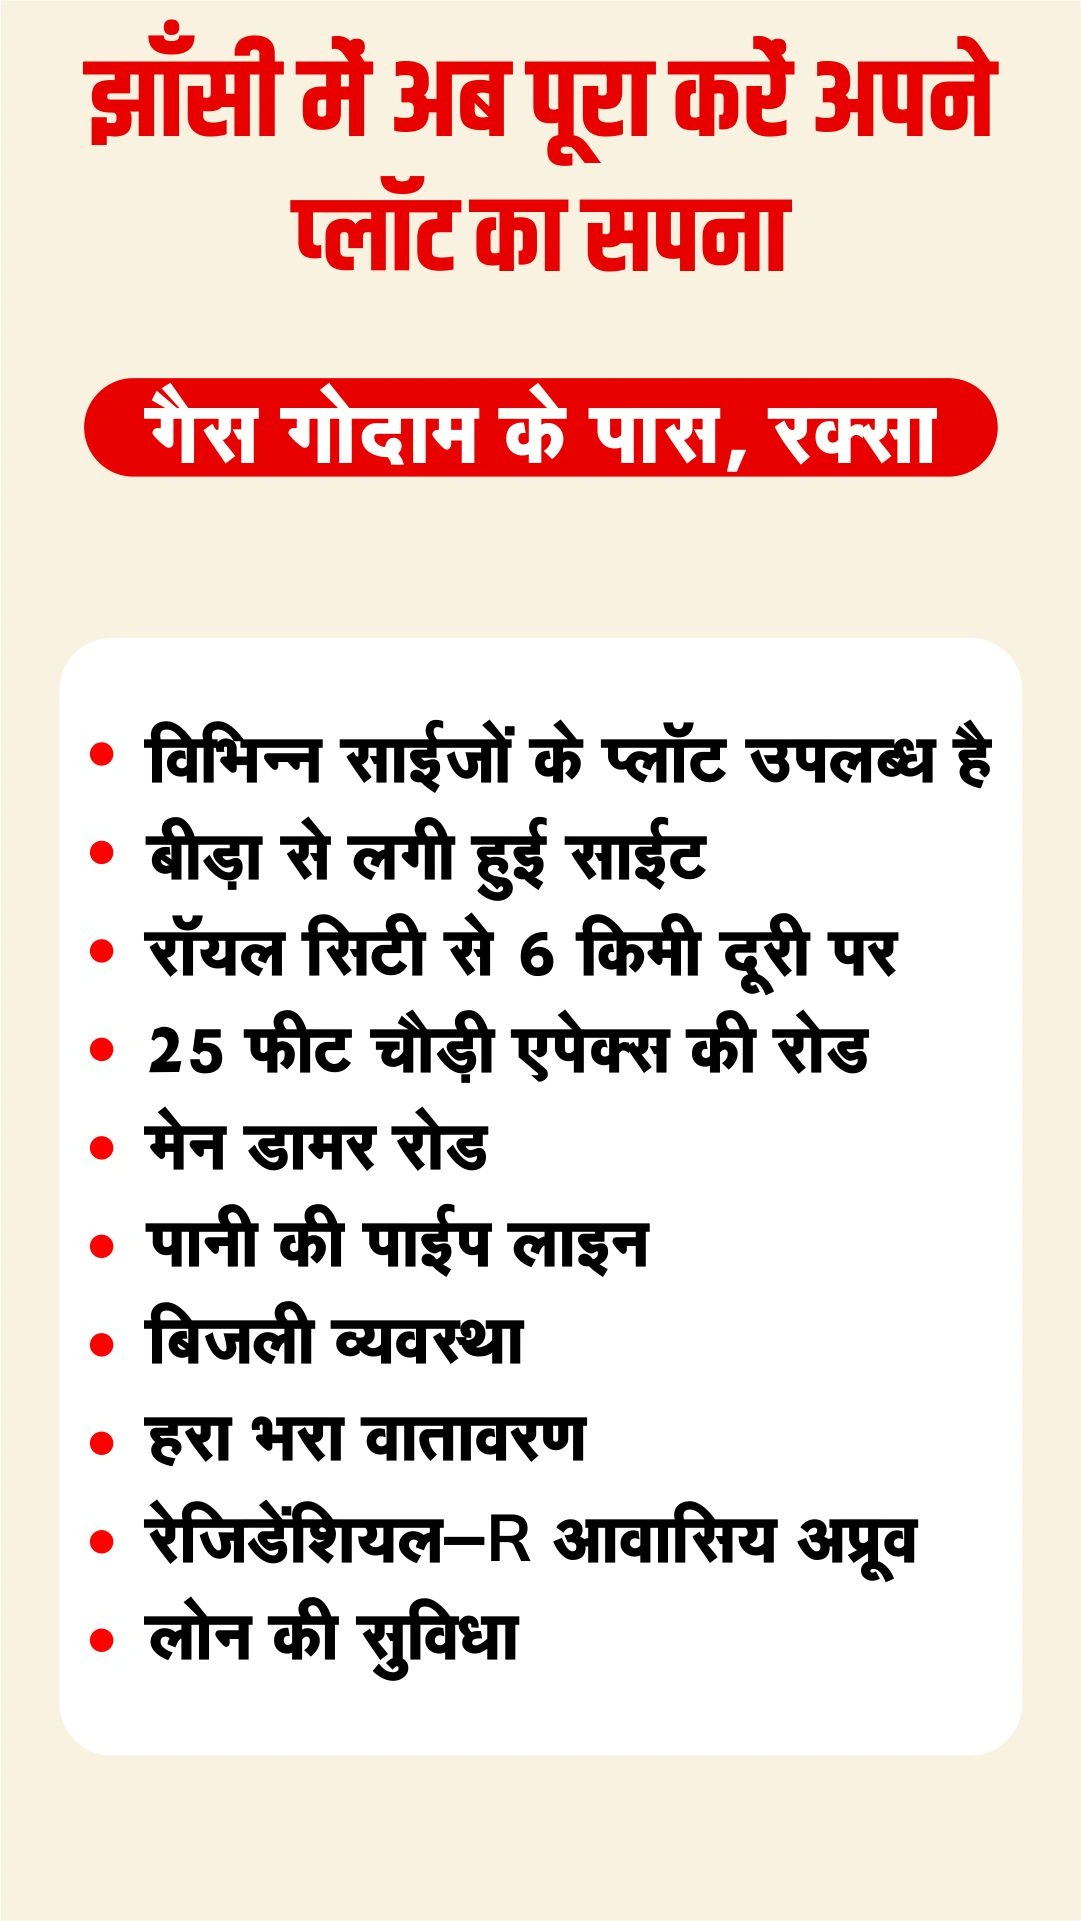 झाँसी में अब पूरा करें अपने
प्लॉट का सपना
गैस गोदाम के पास, रक्सा
• विभिन्न साईजों के प्लॉट उपलब्ध है
• बीड़ा से लगी हुई साईट
• रॉयल सिटी से 6 किमी दूरी पर
• 25 फीट चौड़ी एपेक्स की रोड
• मेन डामर रोड
• पानी की पाईप लाइन
• बिजली व्यवस्था
• हरा भरा वातावरण
• रेजिडेंशियल–R आवासिय अप्रूव
• लोन की सुविधा